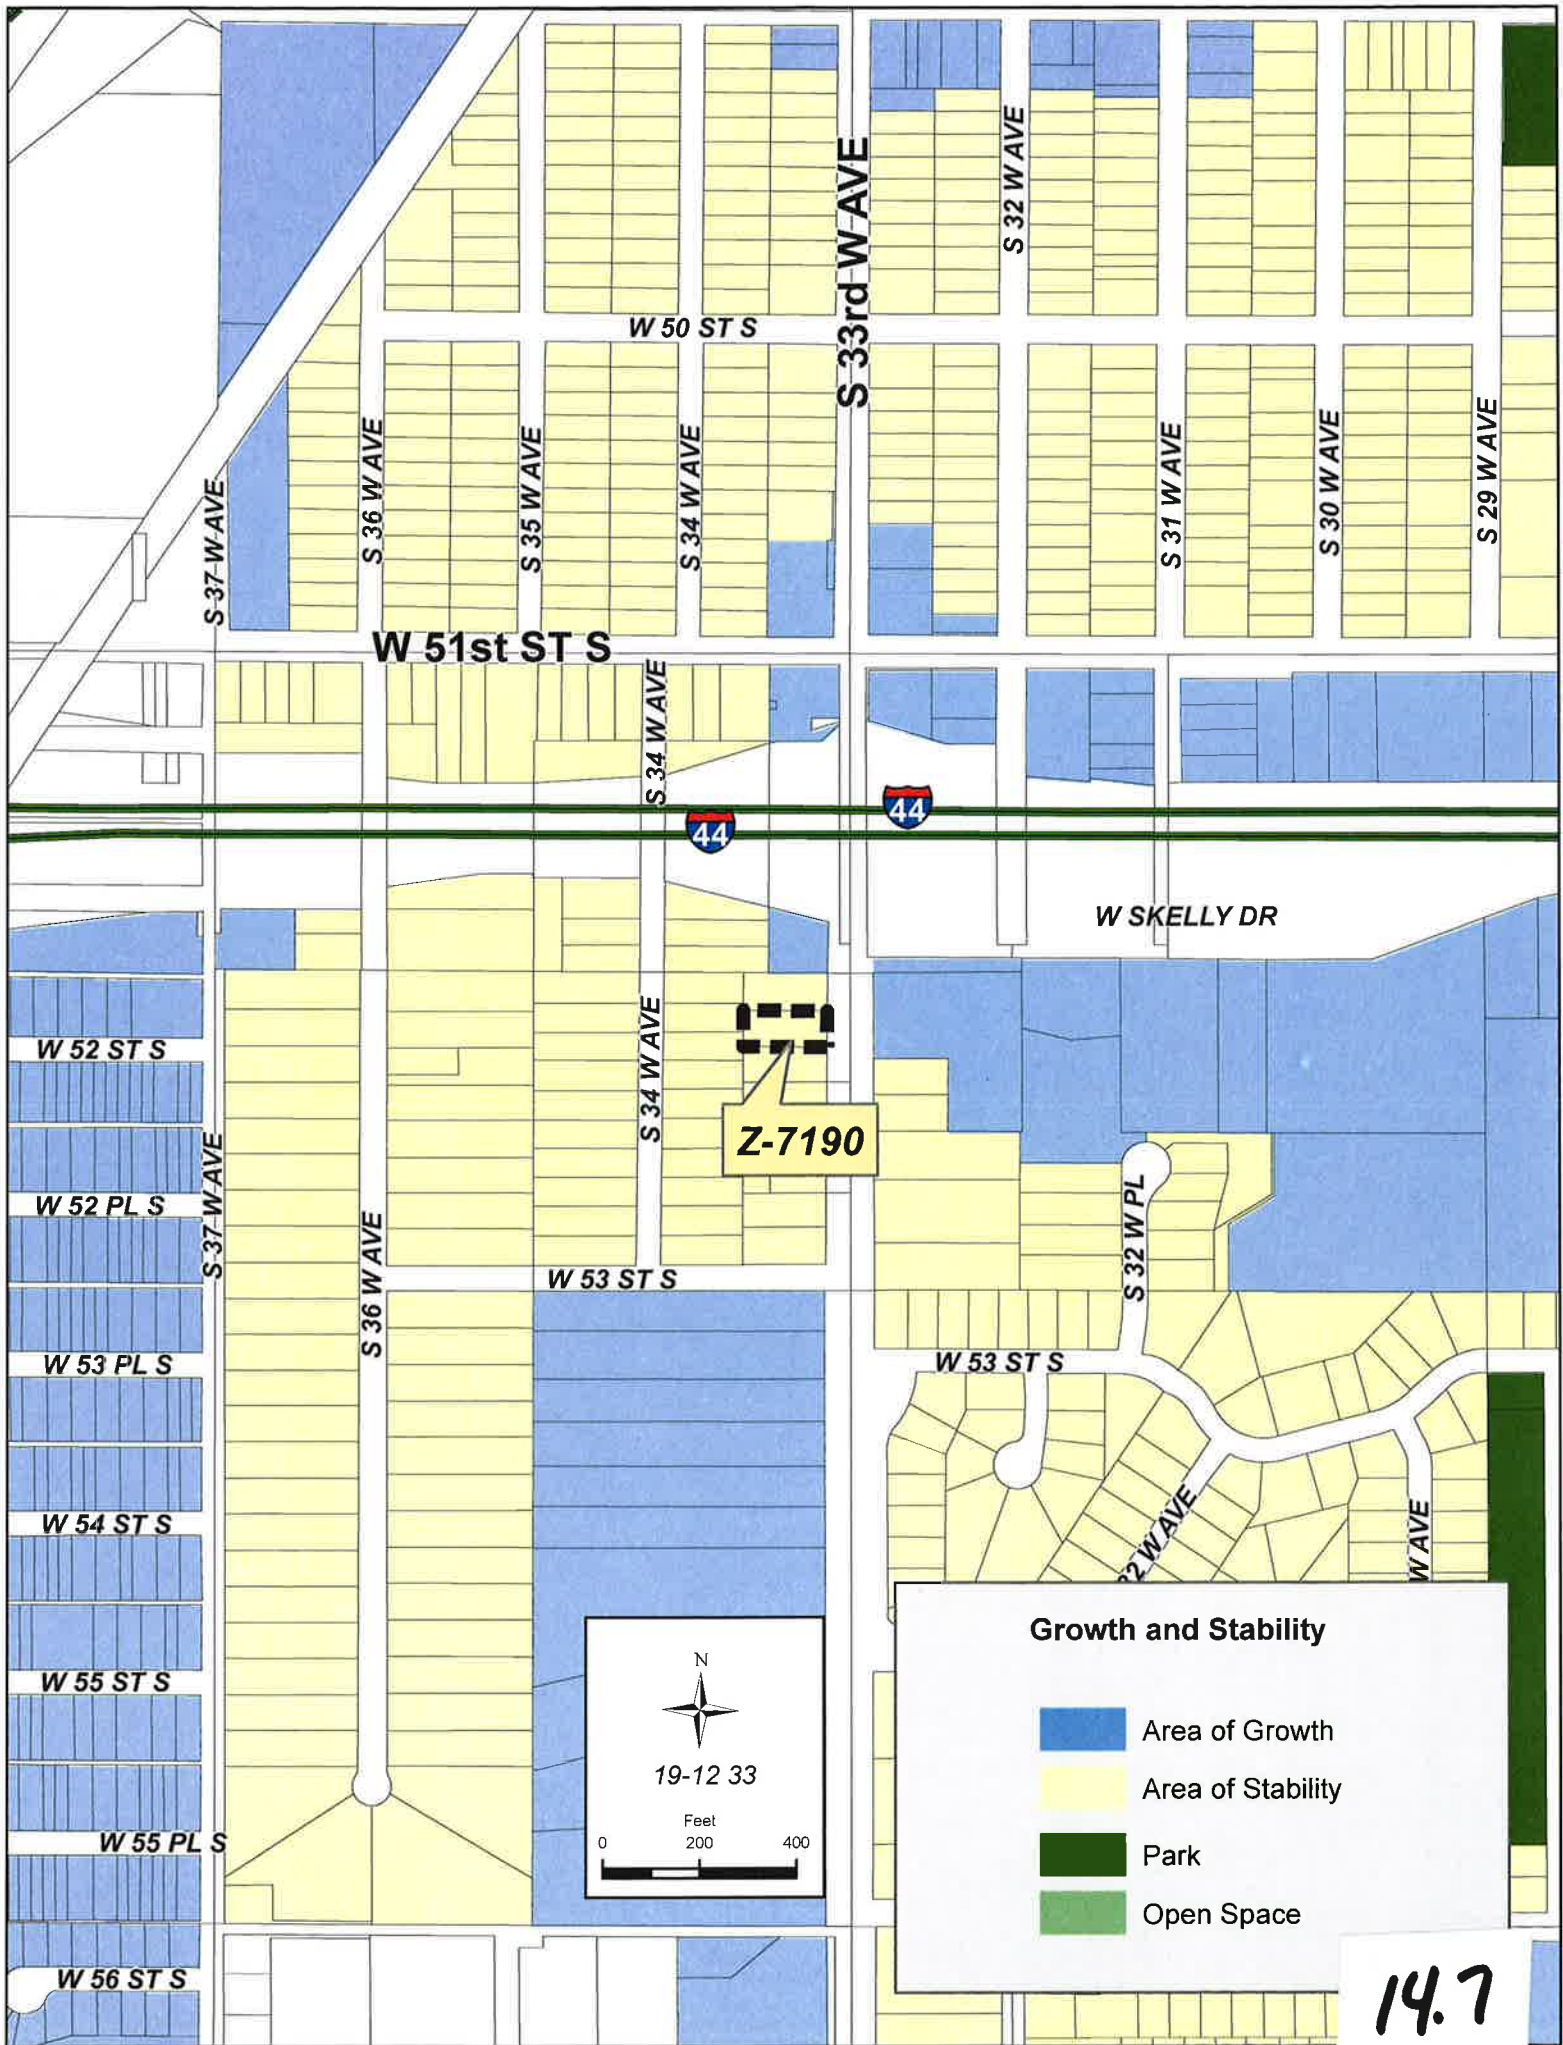 S 33rd W AVE
S 32 W AVE
W 50 ST S
S 37 W AVE
S 36 W AVE
S 35 W AVE
S 34 W AVE
S 31 W AVE
S 30 W AVE
S 29 W AVE
W 51st ST S
S 34 W AVE
44
44
W SKELLY DR
W 52 ST S
S 34 W AVE
Z-7190
W 52 PL S
S 37 W AVE
S 36 W AVE
S 32 W PL
W 53 ST S
W 53 PL S
W 53 ST S
W 54 ST S
22 W AVE
W AVE
W 55 ST S
W 55 PL S
W 56 ST S
N
19-12 33
Feet
0 200 400
Growth and Stability
Area of Growth
Area of Stability
Park
Open Space
14.7